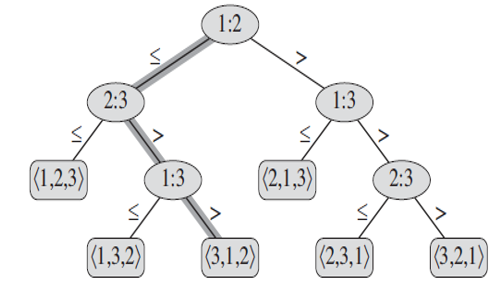 1:2
≤ >
2:3 1:3
≤ > ≤ >
⟨1,2,3⟩ 1:3 ⟨2,1,3⟩ 2:3
≤ > ≤ >
⟨1,3,2⟩ ⟨3,1,2⟩ ⟨2,3,1⟩ ⟨3,2,1⟩